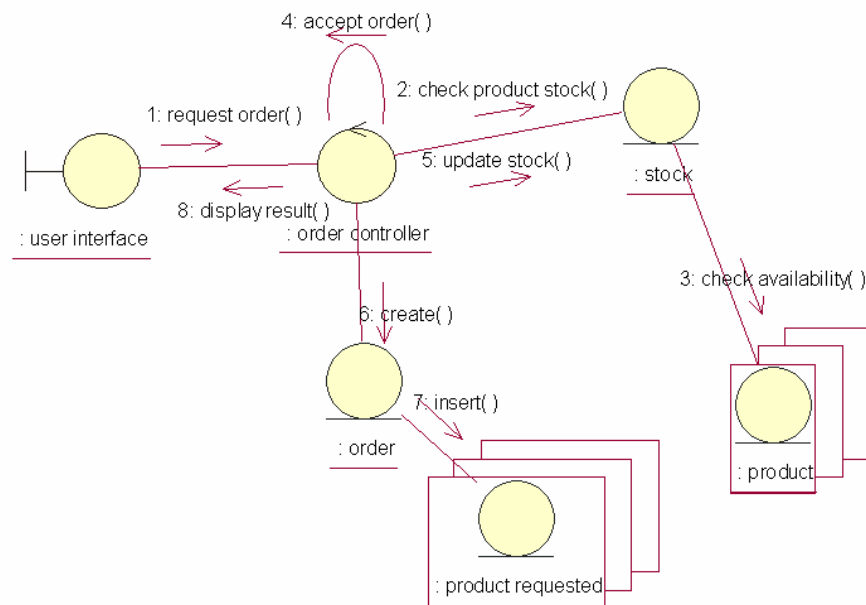 4: accept order( )
2: check product stock( )
1: request order( )
5: update stock( )
: stock
8: display result( )
: user interface
: order controller
3: check availability( )
6: create( )
7: insert( )
: order
: product
: product requested